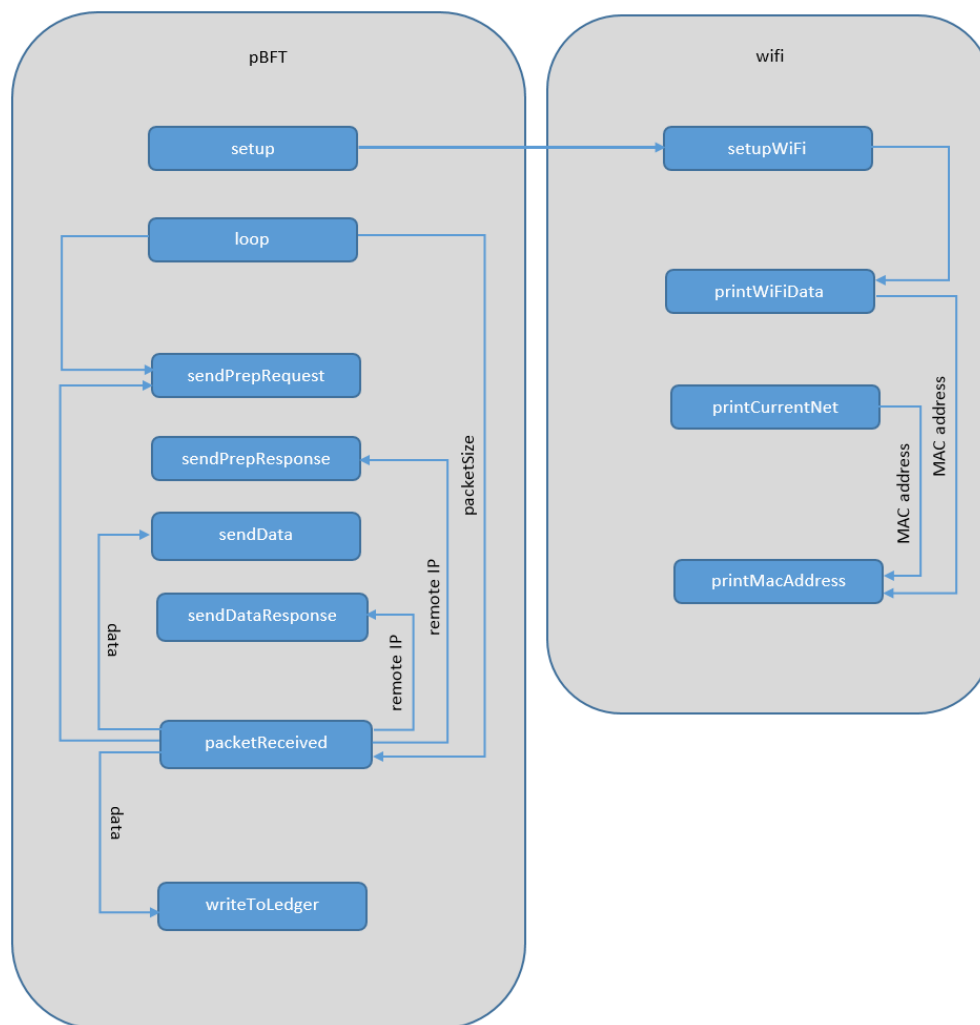 pBFT
wifi
setup
setupWiFi
loop
printWiFiData
sendPrepRequest
printCurrentNet
MAC address
MAC address
sendPrepResponse
packetSize
sendData
remote IP
printMacAddress
sendDataResponse
data
remote IP
packetReceived
data
writeToLedger